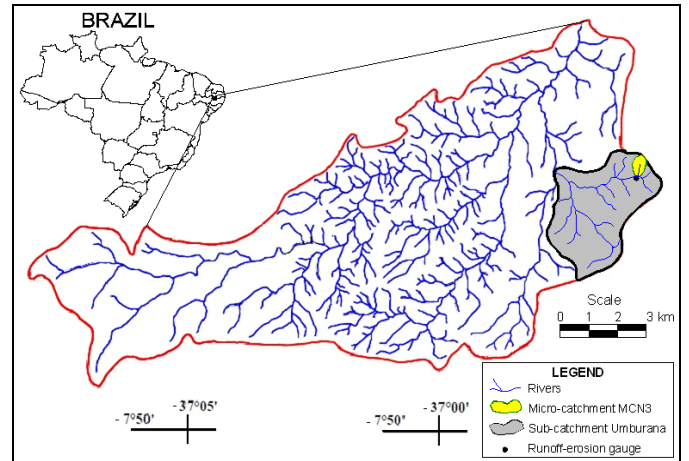 BRAZIL
Scale
0 1 2 3 km
LEGEND
Rivers
Micro-catchment MCN3
Sub-catchment Umburana
Runoff-erosion gauge
- 37°05'
- 7°50'
- 37°00'
- 7°50'